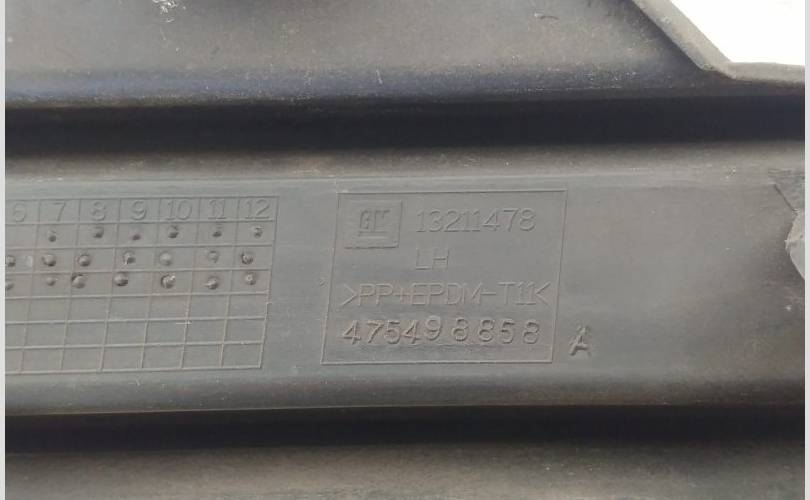 6 7 8 9 10 11 12
GM 13211478
LH
>PP+EPDM-T11<
475498858 A